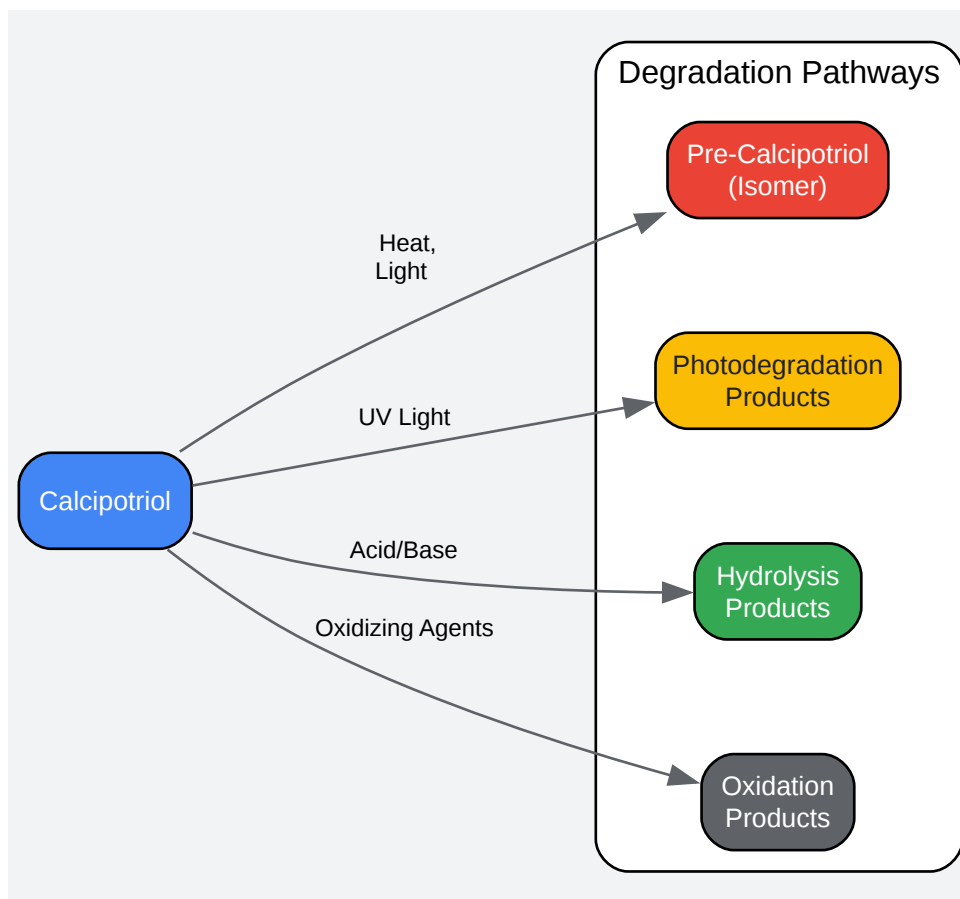 Degradation Pathways
Pre-Calcipotriol
(Isomer)
Heat,
Light
Photodegradation
Products
UV Light
Calcipotriol
Acid/Base
Hydrolysis
Products
Oxidizing Agents
Oxidation
Products